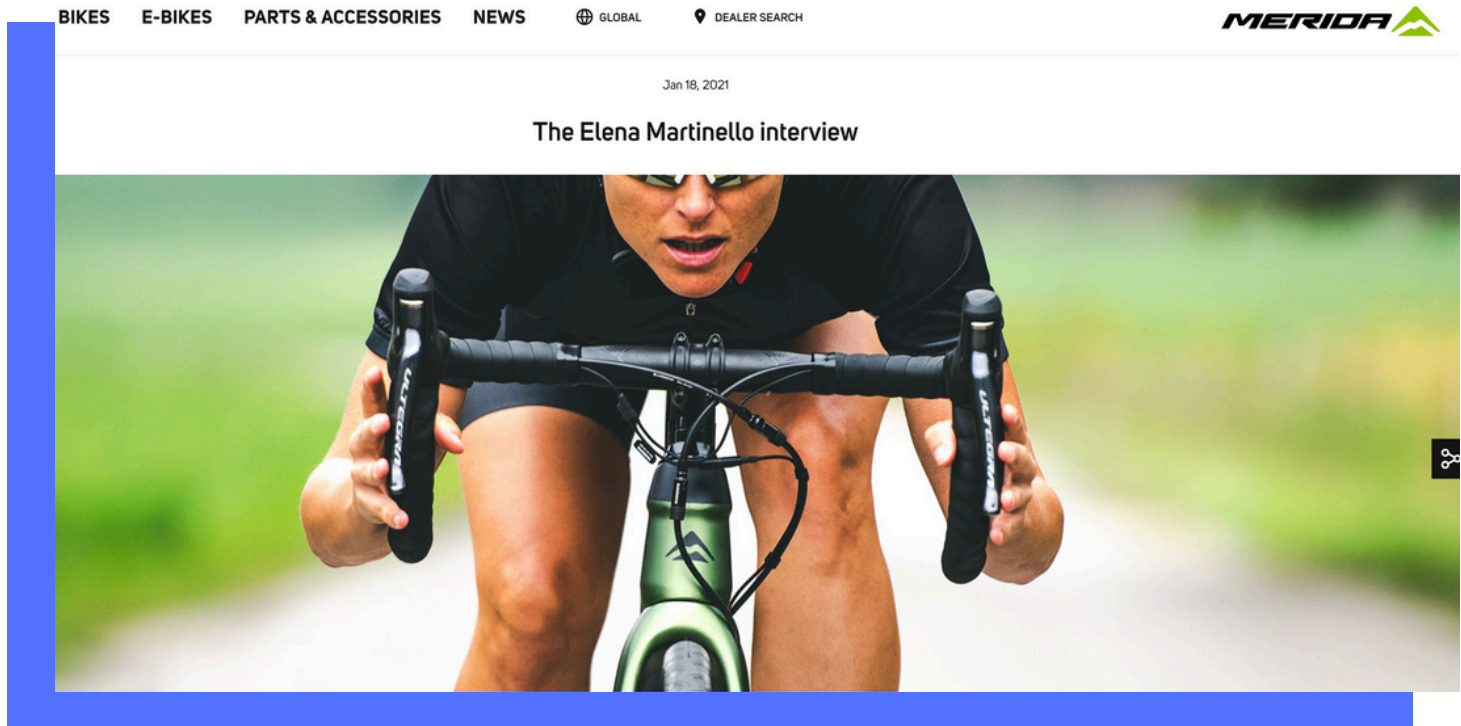 BIKES E-BIKES PARTS & ACCESSORIES NEWS GLOBAL DEALER SEARCH MERIDA
Jan 18, 2021
The Elena Martinello interview
ULTEGRA
ULTEGRA